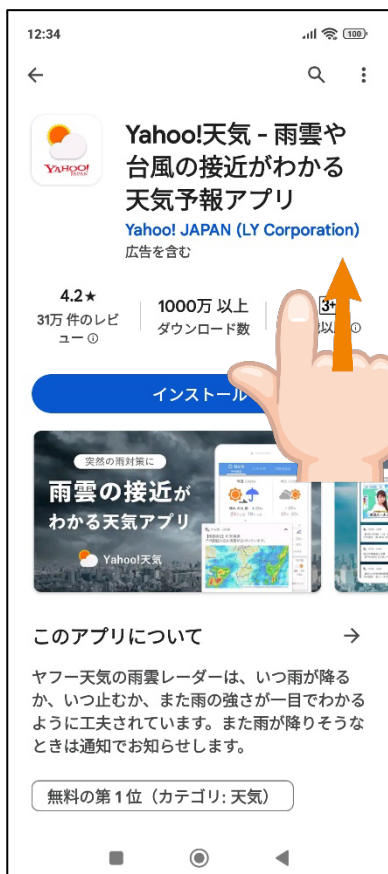 12:34
100
Yahoo!天気 - 雨雲や
台風の接近がわかる
天気予報アプリ
Yahoo! JAPAN (LY Corporation)
広告を含む
YAHOO!
JAPAN
4.2★
31万 件のレビ
ュー
1000万 以上
ダウンロード数
3+
以
インストール
突然の雨対策に
雨雲の接近が
わかる天気アプリ
Yahoo!天気
このアプリについて
ヤフー天気の雨雲レーダーは、いつ雨が降る
か、いつ止むか、また雨の強さが一目でわかる
ように工夫されています。また雨が降りそうな
ときは通知でお知らせします。
無料の第 1 位（カテゴリ: 天気）